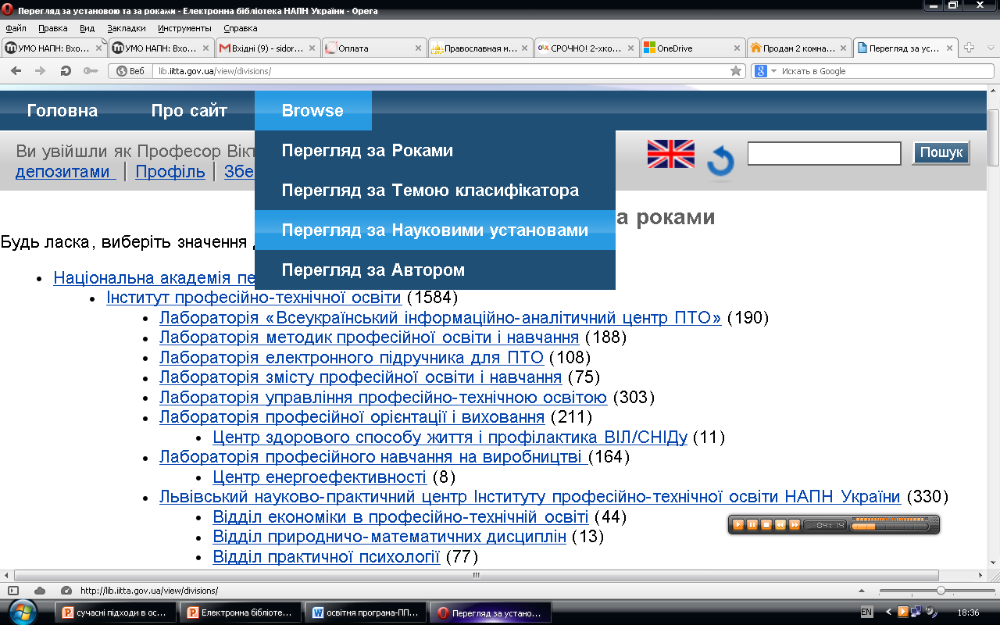 Перегляд за установою та за роками - Електронна бібліотека НАПН України - Opera
Файл Правка Вид Закладки Инструменты Справка
УМО НАПН: Вхо... УМО НАПН: Вхо... Вхідні (9) - sidor... Оплата Православная м... СРОЧНО! 2-хко... OneDrive Продам 2 комна... Перегляд за ус...
Веб lib.iitta.gov.ua/view/divisions/ Искать в Google
Головна Про сайт Browse
Перегляд за Роками
Перегляд за Темою класифікатора
Перегляд за Науковими установами
Перегляд за Автором
Ви увійшли як Професор Вікт
депозитами | Профіль | Збе
Пошук
а роками
Будь ласка, виберіть значення
Національна академія пе
Інститут професійно-технічної освіти (1584)
Лабораторія «Всеукраїнський інформаційно-аналітичний центр ПТО» (190)
Лабораторія методик професійної освіти і навчання (188)
Лабораторія електронного підручника для ПТО (108)
Лабораторія змісту професійної освіти і навчання (75)
Лабораторія управління професійно-технічною освітою (303)
Лабораторія професійної орієнтації і виховання (211)
Центр здорового способу життя і профілактика ВІЛ/СНІДу (11)
Лабораторія професійного навчання на виробництві (164)
Центр енергоефективності (8)
Львівський науково-практичний центр Інституту професійно-технічної освіти НАПН України (330)
Відділ економіки в професійно-технічній освіті (44)
Відділ природничо-математичних дисциплін (13)
Відділ практичної психології (77)
http://lib.iitta.gov.ua/view/divisions/
сучасні підходи в ос... Електронна бібліоте... освітня програма-ПП... Перегляд за устано... EN 18:36